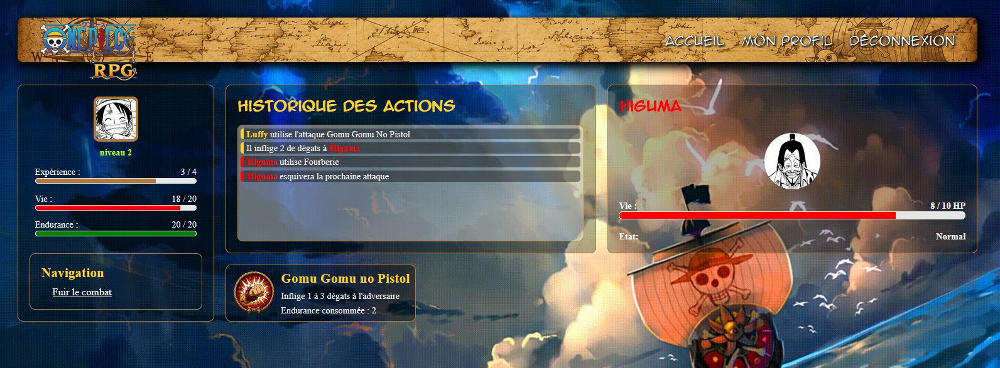 ONE PIECE
RPG
ACCUEIL
MON PROFIL
DÉCONNEXION
niveau 2
Expérience : 3 / 4
Vie : 18 / 20
Endurance : 20 / 20
Navigation
Fuir le combat
HISTORIQUE DES ACTIONS
Luffy utilise l'attaque Gomu Gomu No Pistol
Il inflige 2 de dégats à Higuma
Higuma utilise Fourberie
Higuma esquivera la prochaine attaque
Gomu Gomu no Pistol
Inflige 1 à 3 dégats à l'adversaire
Endurance consommée : 2
HIGUMA
Vie : 8 / 10 HP
Etat: Normal